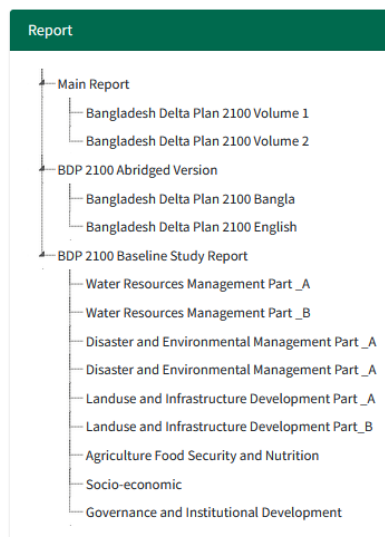 Report
Main Report
Bangladesh Delta Plan 2100 Volume 1
Bangladesh Delta Plan 2100 Volume 2
BDP 2100 Abridged Version
Bangladesh Delta Plan 2100 Bangla
Bangladesh Delta Plan 2100 English
BDP 2100 Baseline Study Report
Water Resources Management Part _A
Water Resources Management Part _B
Disaster and Environmental Management Part _A
Disaster and Environmental Management Part _A
Landuse and Infrastructure Development Part _A
Landuse and Infrastructure Development Part_B
Agriculture Food Security and Nutrition
Socio-economic
Governance and Institutional Development